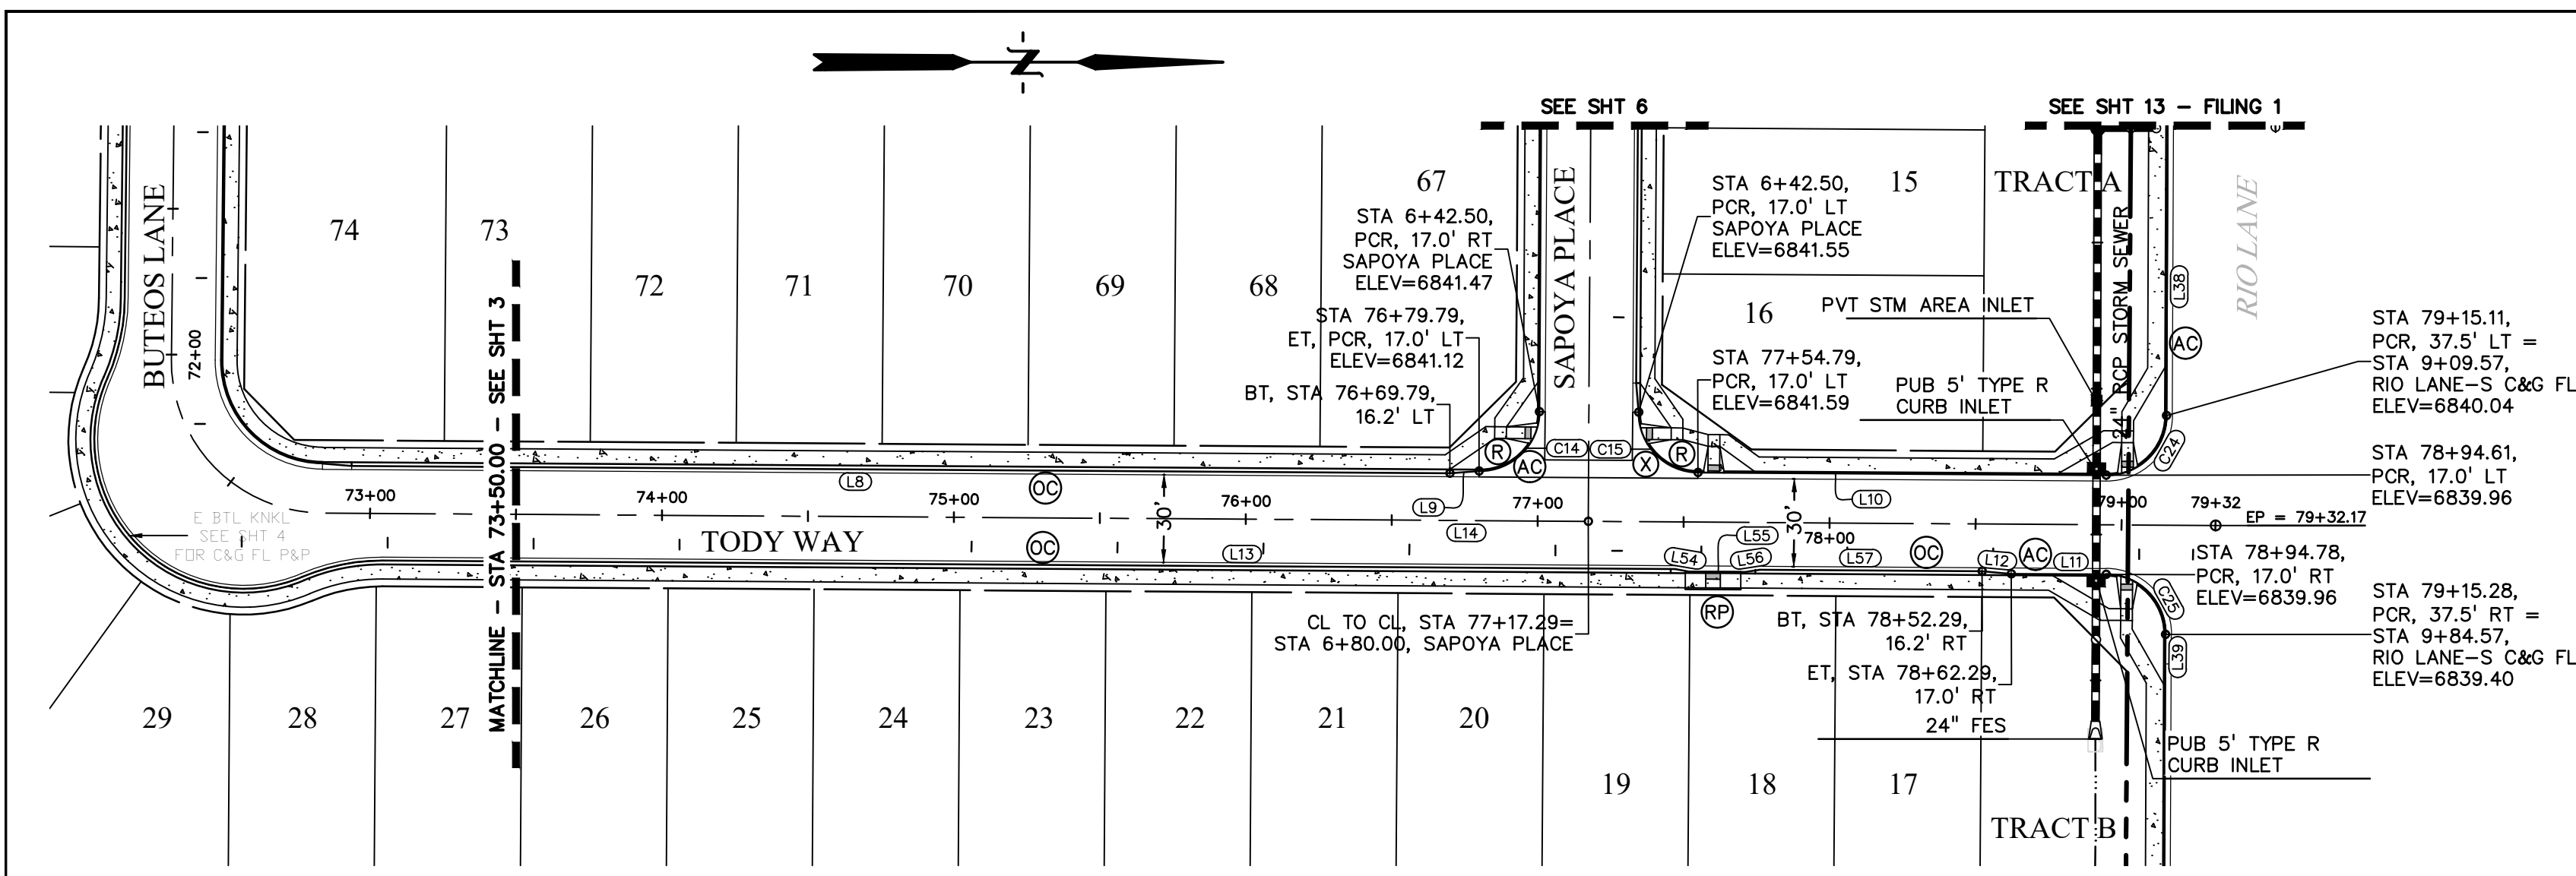 N
SEE SHT 6
SEE SHT 13 – FILING 1
BUTEOS LANE
72+00
74
73
72
71
70
69
68
67
SAPOYA PLACE
15
TRACT A
16
24" RCP STORM SEWER
RIO LANE
STA 6+42.50,
PCR, 17.0' RT
SAPOYA PLACE
ELEV=6841.47
STA 76+79.79,
ET, PCR, 17.0' LT
ELEV=6841.12
BT, STA 76+69.79,
16.2' LT
STA 6+42.50,
PCR, 17.0' LT
SAPOYA PLACE
ELEV=6841.55
STA 77+54.79,
PCR, 17.0' LT
ELEV=6841.59
PVT STM AREA INLET
PUB 5' TYPE R
CURB INLET
L38
AC
C24
STA 79+15.11,
PCR, 37.5' LT =
STA 9+09.57,
RIO LANE–S C&G FL
ELEV=6840.04
STA 78+94.61,
PCR, 17.0' LT
ELEV=6839.96
MATCHLINE – STA 73+50.00 – SEE SHT 3
R
AC
C14
C15
X
R
L8
OC
L9
L10
73+00
74+00
75+00
76+00
77+00
78+00
79+00
79+32
EP = 79+32.17
30'
30'
E BTL KNKL
SEE SHT 4
FOR C&G FL P&P
TODY WAY
OC
L13
L14
L54
L55
L56
L57
OC
L12
AC
L11
RP
C25
L39
STA 78+94.78,
PCR, 17.0' RT
ELEV=6839.96
STA 79+15.28,
PCR, 37.5' RT =
STA 9+84.57,
RIO LANE–S C&G FL
ELEV=6839.40
CL TO CL, STA 77+17.29=
STA 6+80.00, SAPOYA PLACE
BT, STA 78+52.29,
16.2' RT
ET, STA 78+62.29,
17.0' RT
24" FES
PUB 5' TYPE R
CURB INLET
29
28
27
26
25
24
23
22
21
20
19
18
17
TRACT B